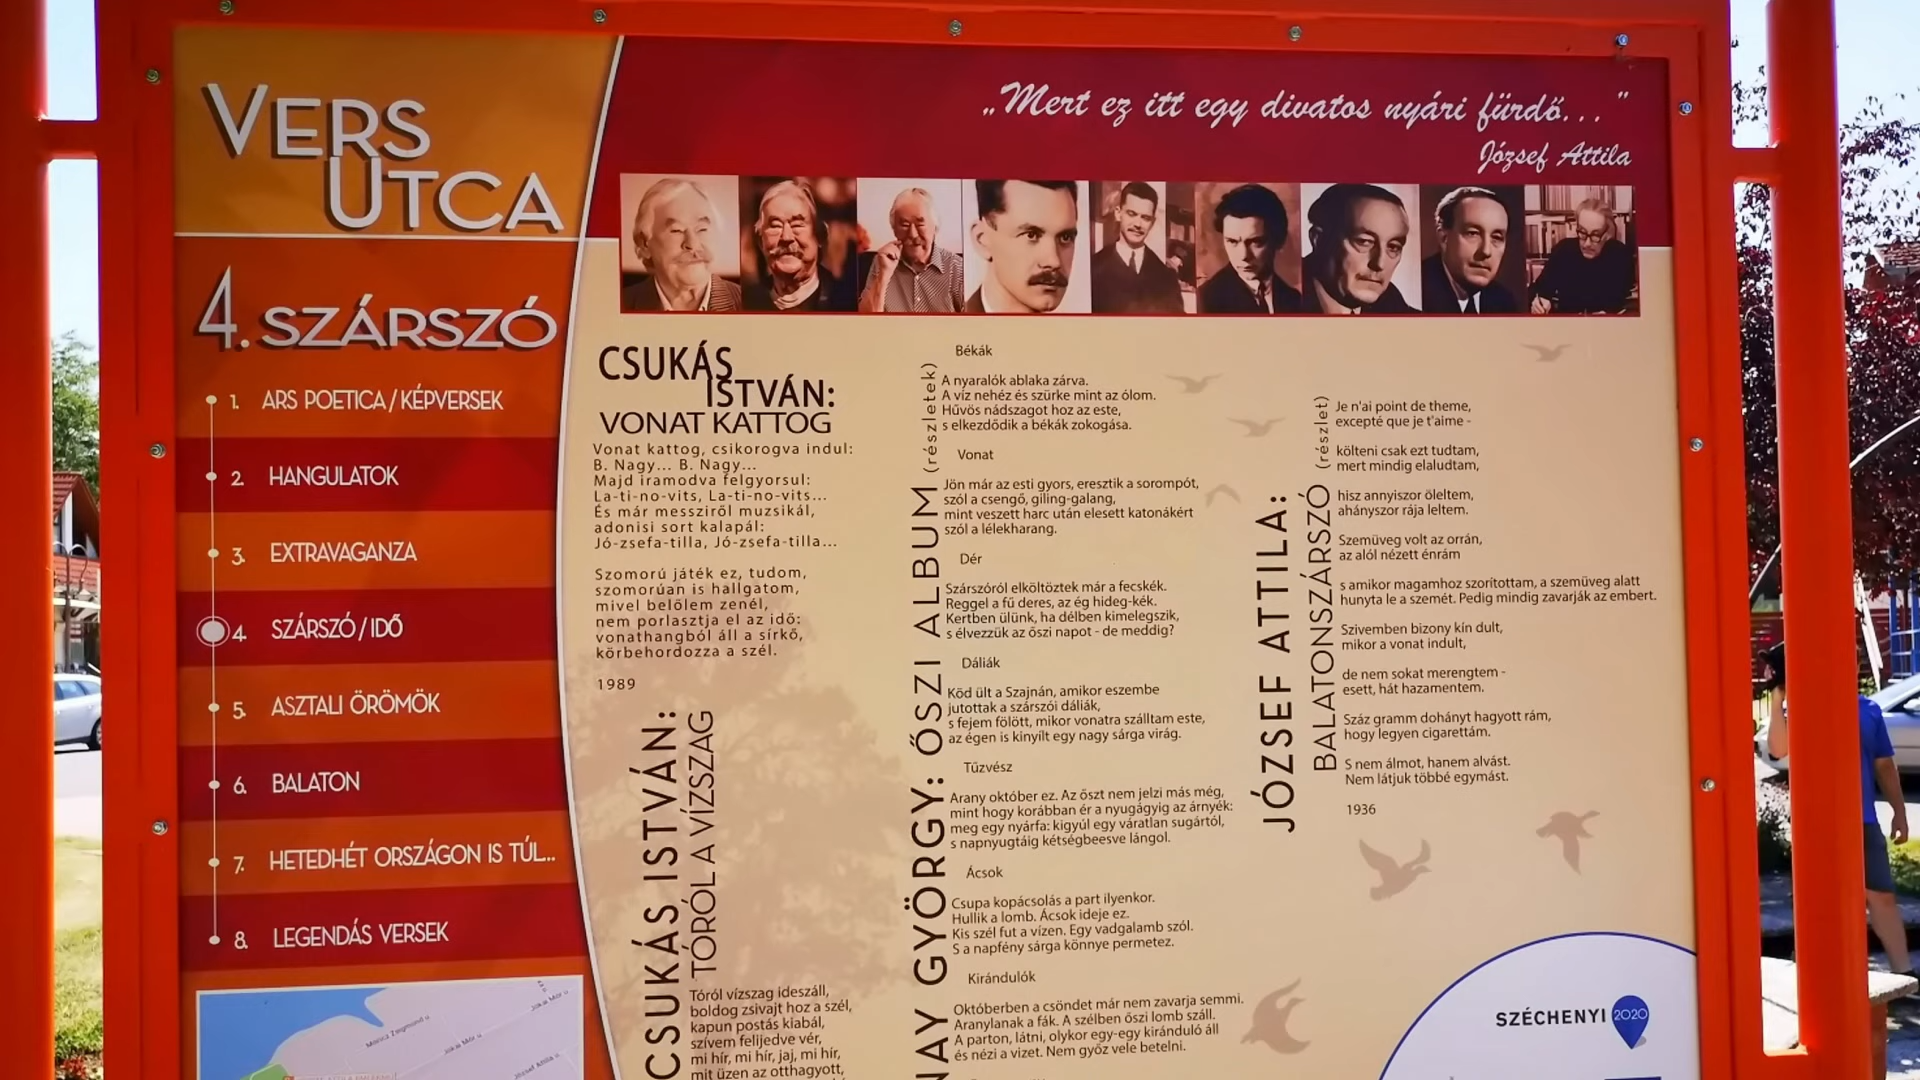 VERS
UTCA
4. SZÁRSZÓ
1. ARS POETICA / KÉPVERSEK
2. HANGULATOK
3. EXTRAVAGANZA
4. SZÁRSZÓ / IDŐ
5. ASZTALI ÖRÖMÖK
6. BALATON
7. HETEDHÉT ORSZÁGON IS TÚL...
8. LEGENDÁS VERSEK
Móricz Zsigmond u.
Jókai Mór u.
Jókai Mór u.
József Attila u.
„Mert ez itt egy divatos nyári fürdő..."
József Attila
CSUKÁS
ISTVÁN:
VONAT KATTOG
Vonat kattog, csikorogva indul:
B. Nagy... B. Nagy...
Majd iramodva felgyorsul:
La-ti-no-vits, La-ti-no-vits...
És már messziről muzsikál,
adonisi sort kalapál:
Jó-zsefa-tilla, Jó-zsefa-tilla...
Szomorú játék ez, tudom,
szomorúan is hallgatom,
mivel belőlem zenél,
nem porlasztja el az idő:
vonathangból áll a sírkő,
körbehordozza a szél.
1989
CSUKÁS ISTVÁN:
TÓRÓL A VÍZSZAG
Tóról vízszag ideszáll,
boldog zsivajt hoz a szél,
kapun postás kiabál,
szívem felijedve vér,
mi hír, mi hír, jaj, mi hír,
mit üzen az otthagyott,
NAY GYÖRGY: ŐSZI ALBUM (részletek)
Békák
A nyaralók ablaka zárva.
A víz nehéz és szürke mint az ólom.
Hűvös nádszagot hoz az este,
s elkezdődik a békák zokogása.
Vonat
Jön már az esti gyors, eresztik a sorompót,
szól a csengő, giling-galang,
mint veszett harc után elesett katonákért
szól a lélekharang.
Dér
Szárszóról elköltöztek már a fecskék.
Reggel a fű deres, az ég hideg-kék.
Kertben ülünk, ha délben kimelegszik,
s élvezzük az őszi napot - de meddig?
Dáliák
Köd ült a Szajnán, amikor eszembe
jutottak a szárszói dáliák,
s fejem fölött, mikor vonatra szálltam este,
az égen is kinyílt egy nagy sárga virág.
Tűzvész
Arany október ez. Az őszt nem jelzi más még,
mint hogy korábban ér a nyugágyig az árnyék:
meg egy nyárfa: kigyúl egy váratlan sugártól,
s napnyugtáig kétségbeesve lángol.
Ácsok
Csupa kopácsolás a part ilyenkor.
Hullik a lomb. Ácsok ideje ez.
Kis szél fut a vízen. Egy vadgalamb szól.
S a napfény sárga könnye permetez.
Kirándulók
Októberben a csöndet már nem zavarja semmi.
Aranylanak a fák. A szélben őszi lomb száll.
A parton, látni, olykor egy-egy kiránduló áll
és nézi a vizet. Nem győz vele betelni.
JÓZSEF ATTILA:
BALATONSZÁRSZÓ (részlet)
Je n'ai point de theme,
excepté que je t'aime -
költeni csak ezt tudtam,
mert mindig elaludtam,
hisz annyiszor öleltem,
ahányszor rája leltem.
Szemüveg volt az orrán,
az alól nézett énrám
s amikor magamhoz szorítottam, a szemüveg alatt
hunyta le a szemét. Pedig mindig zavarják az embert.
Szivemben bizony kín dult,
mikor a vonat indult,
de nem sokat merengtem -
esett, hát hazamentem.
Száz gramm dohányt hagyott rám,
hogy legyen cigarettám.
S nem álmot, hanem alvást.
Nem látjuk többé egymást.
1936
SZÉCHENYI 2020